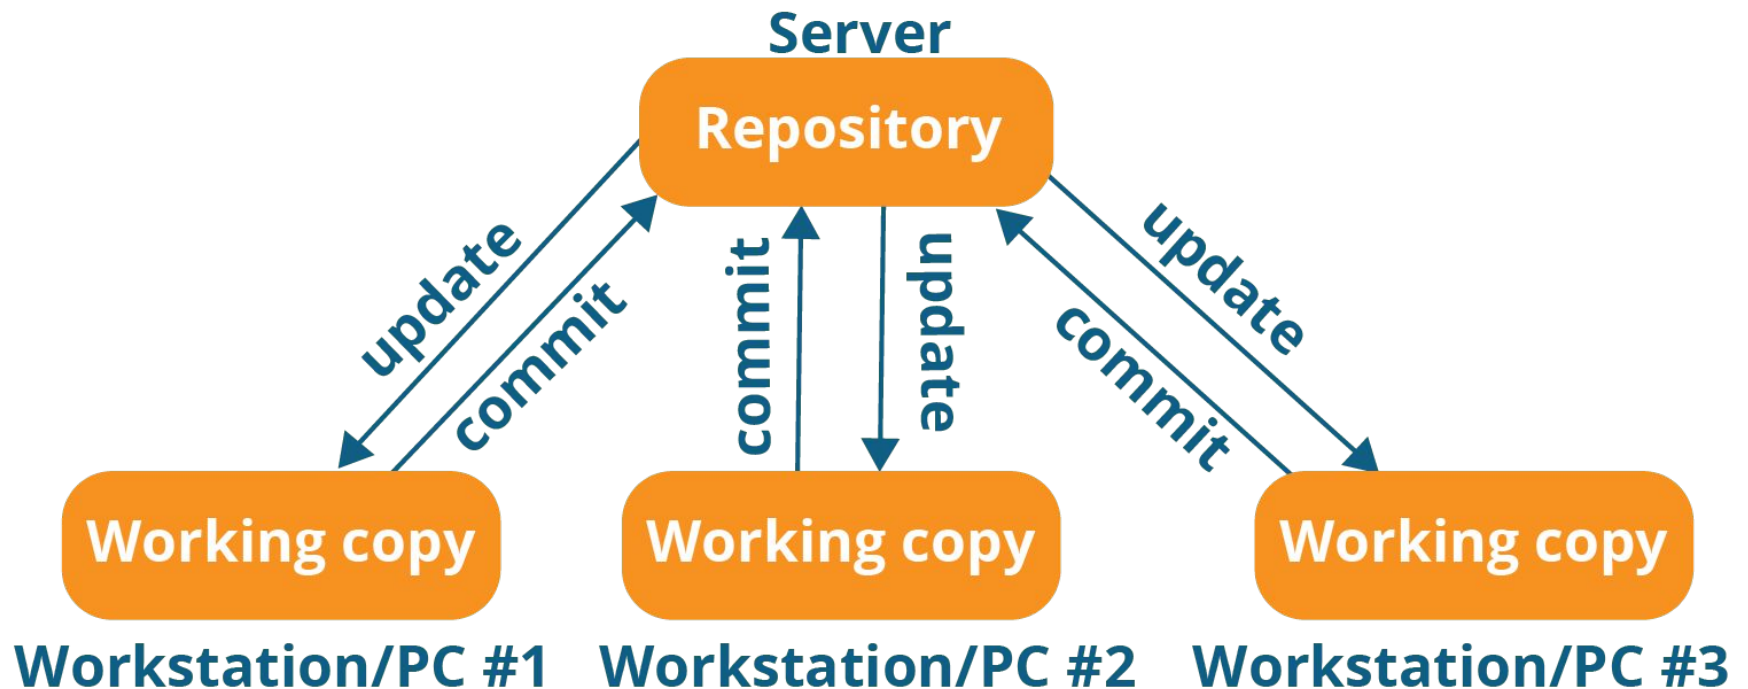 Server
Repository
update
commit
commit
update
update
commit
Working copy
Working copy
Working copy
Workstation/PC #1
Workstation/PC #2
Workstation/PC #3